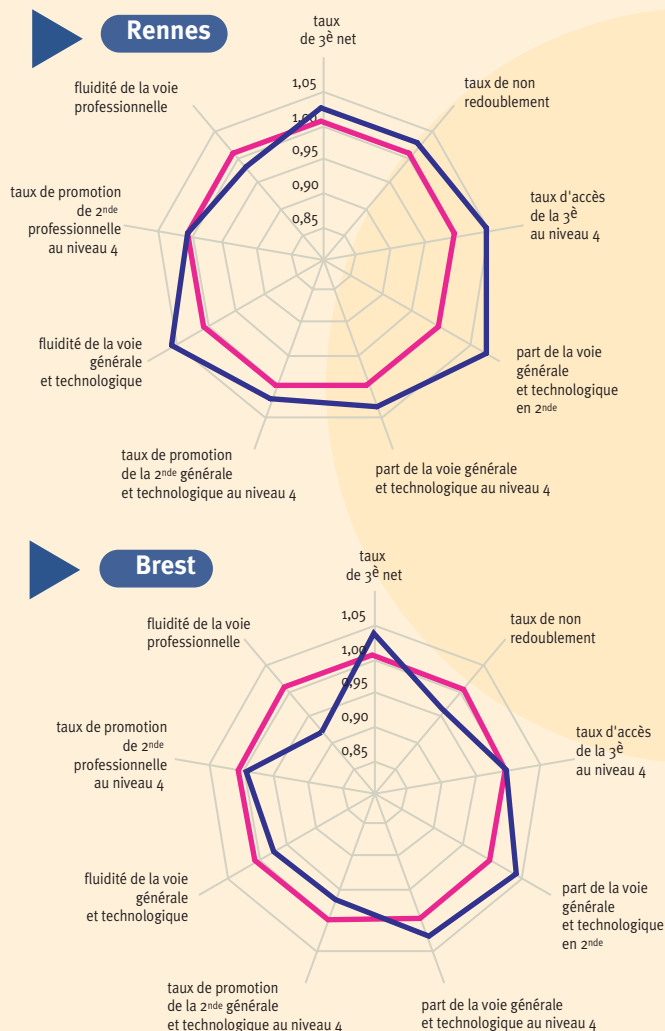 Rennes
taux
de 3è net
fluidité de la voie
professionnelle
taux de non
redoublement
1,05
1,00
0,95
0,90
0,85
taux de promotion
de 2nde
professionnelle
au niveau 4
taux d'accès
de la 3è
au niveau 4
fluidité de la voie
générale
et technologique
part de la voie
générale
et technologique
en 2nde
taux de promotion
de la 2nde générale
et technologique au niveau 4
part de la voie générale
et technologique au niveau 4
Brest
taux
de 3è net
fluidité de la voie
professionnelle
taux de non
redoublement
1,05
1,00
0,95
0,90
0,85
taux de promotion
de 2nde
professionnelle
au niveau 4
taux d'accès
de la 3è
au niveau 4
fluidité de la voie
générale
et technologique
part de la voie
générale
et technologique
en 2nde
taux de promotion
de la 2nde générale
et technologique au niveau 4
part de la voie générale
et technologique au niveau 4